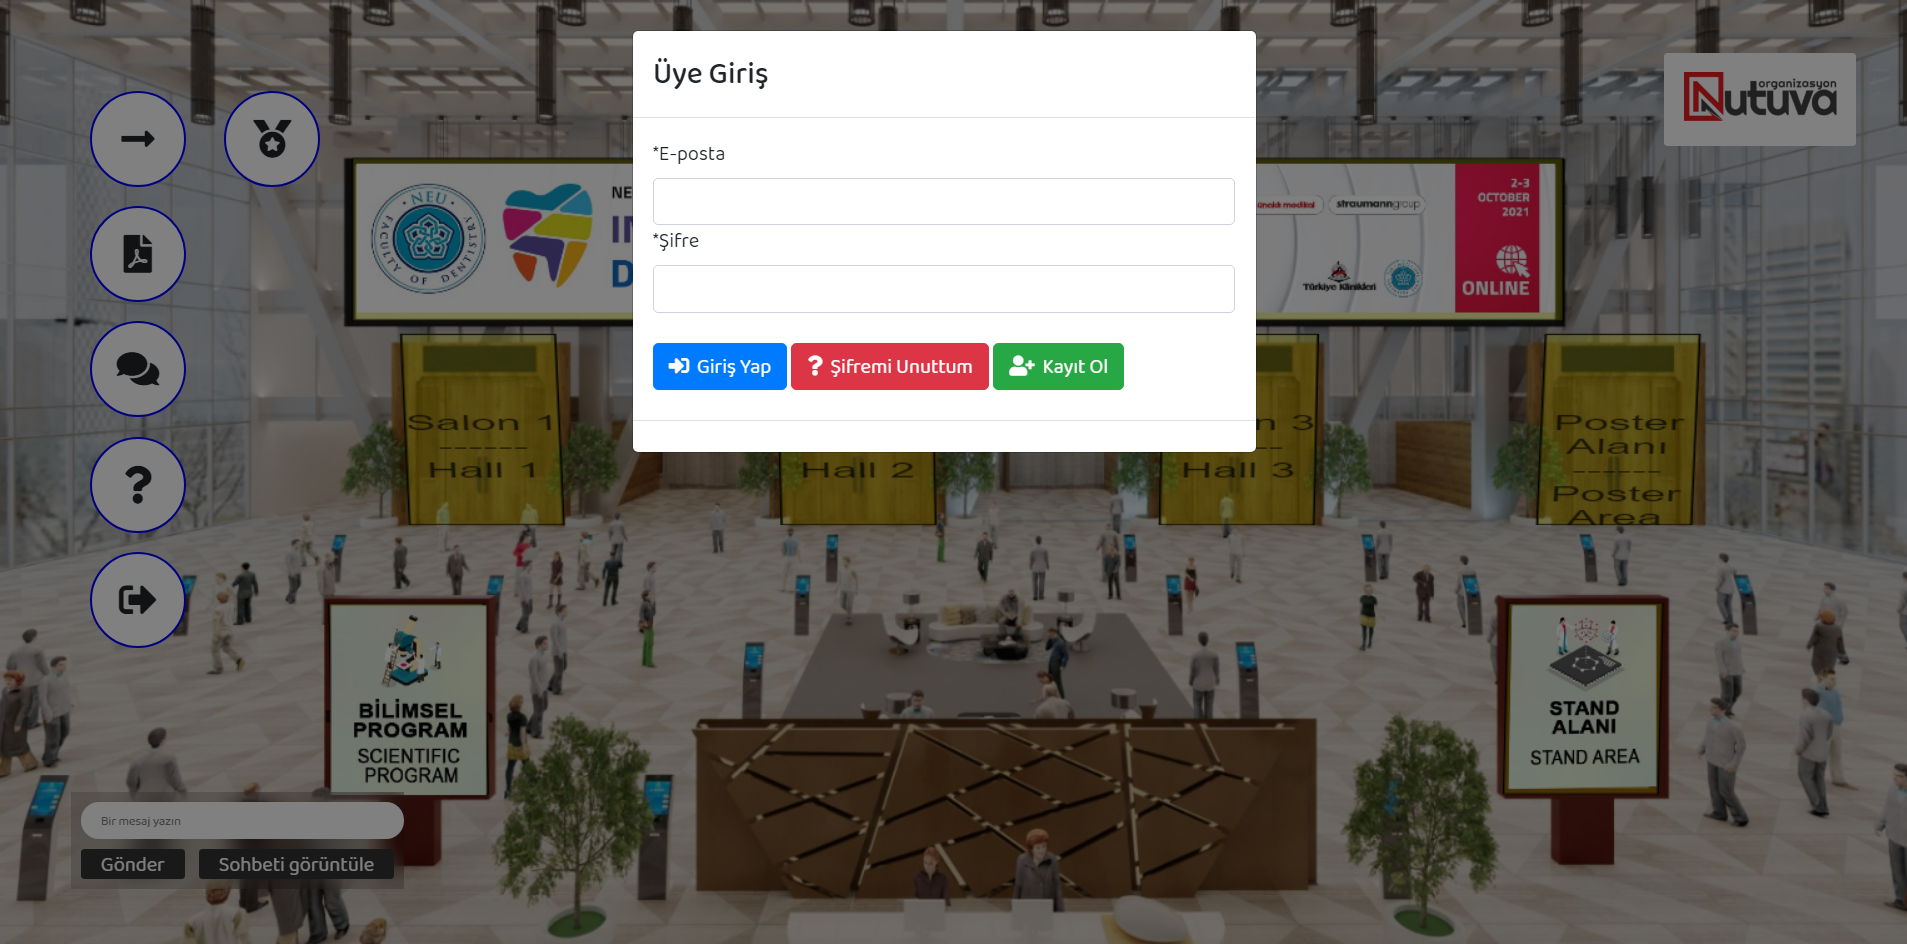 Üye Giriş
*E-posta
*Şifre
Giriş Yap
Şifremi Unuttum
Kayıt Ol
organizasyon
Nutuva
NEU
FACULTY OF DENTISTRY
straumanngroup
2-3
OCTOBER
2021
Türkiye Klinikleri
ONLINE
Salon 1
------
Hall 1
Hall 2
n 3
Hall 3
Poster
Alanı
------
Poster
Area
BİLİMSEL
PROGRAM
SCIENTIFIC
PROGRAM
STAND
ALANI
STAND AREA
Bir mesaj yazın
Gönder
Sohbeti görüntüle